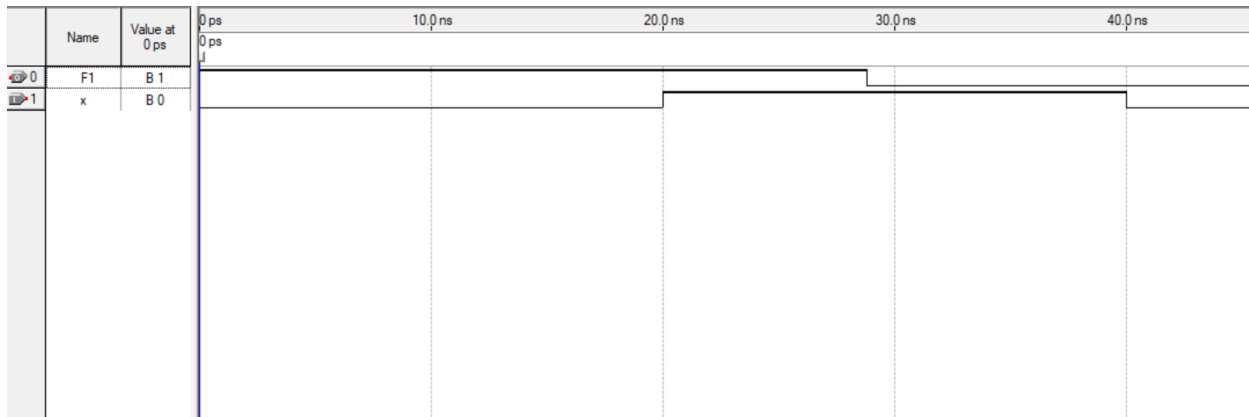 Name
Value at
0 ps
0 ps
10.0 ns
20.0 ns
30.0 ns
40.0 ns
0 ps
0
F1
B 1
1
x
B 0